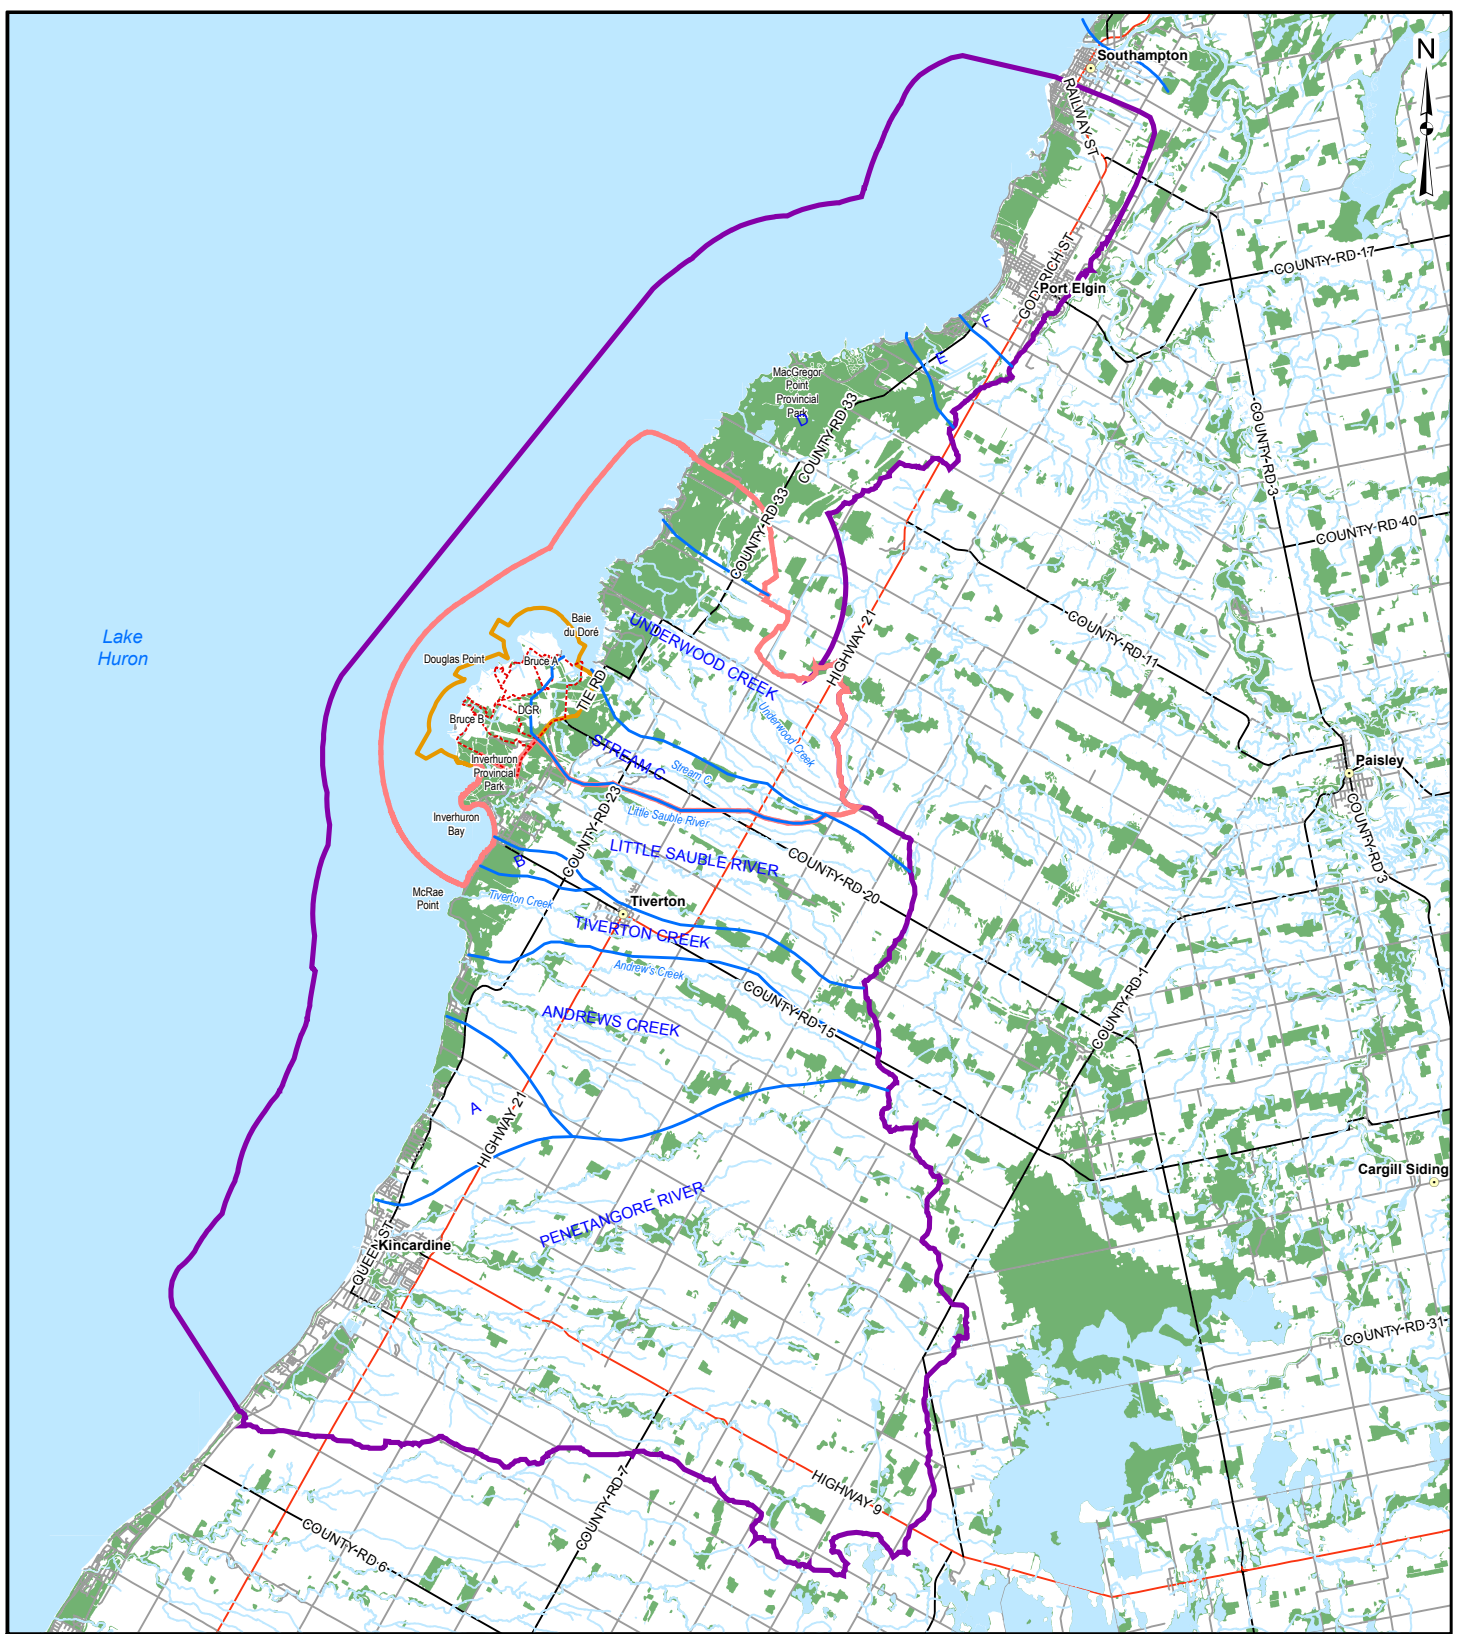 N
Southampton
RAILWAY ST
COUNTY RD 17
GODERICH ST
Port Elgin
F
E
MacGregor
Point
Provincial
Park
D
COUNTY RD 33
COUNTY RD 3
COUNTY RD 33
COUNTY RD 40
Lake
Huron
Baie
du Doré
UNDERWOOD CREEK
HIGHWAY 21
COUNTY RD 11
Douglas Point
Bruce A
TIE RD
DGR
Bruce B
Underwood Creek
STREAM C
Stream C
Inverhuron
Provincial
Park
Paisley
COUNTY RD 3
Inverhuron
Bay
COUNTY RD 23
Little Sauble River
LITTLE SAUBLE RIVER
COUNTY RD 20
B
McRae
Point
Tiverton Creek
Tiverton
TIVERTON CREEK
Andrew's Creek
COUNTY RD 15
COUNTY RD 1
ANDREWS CREEK
A
HIGHWAY 21
Cargill Siding
PENETANGORE RIVER
QUEEN ST
Kincardine
COUNTY RD 31
HIGHWAY 9
COUNTY RD 7
COUNTY RD 6